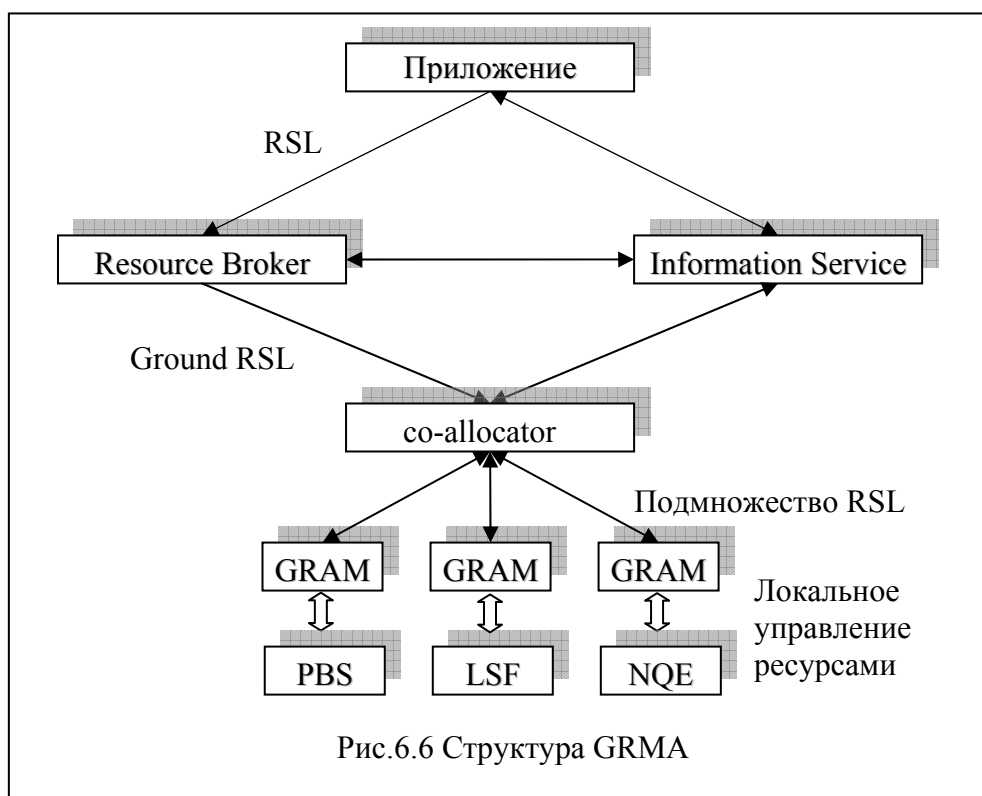 Приложение
RSL
Resource Broker
Information Service
Ground RSL
co-allocator
Подмножество RSL
GRAM
GRAM
GRAM
Локальное
управление
ресурсами
PBS
LSF
NQE
Рис.6.6 Структура GRMA